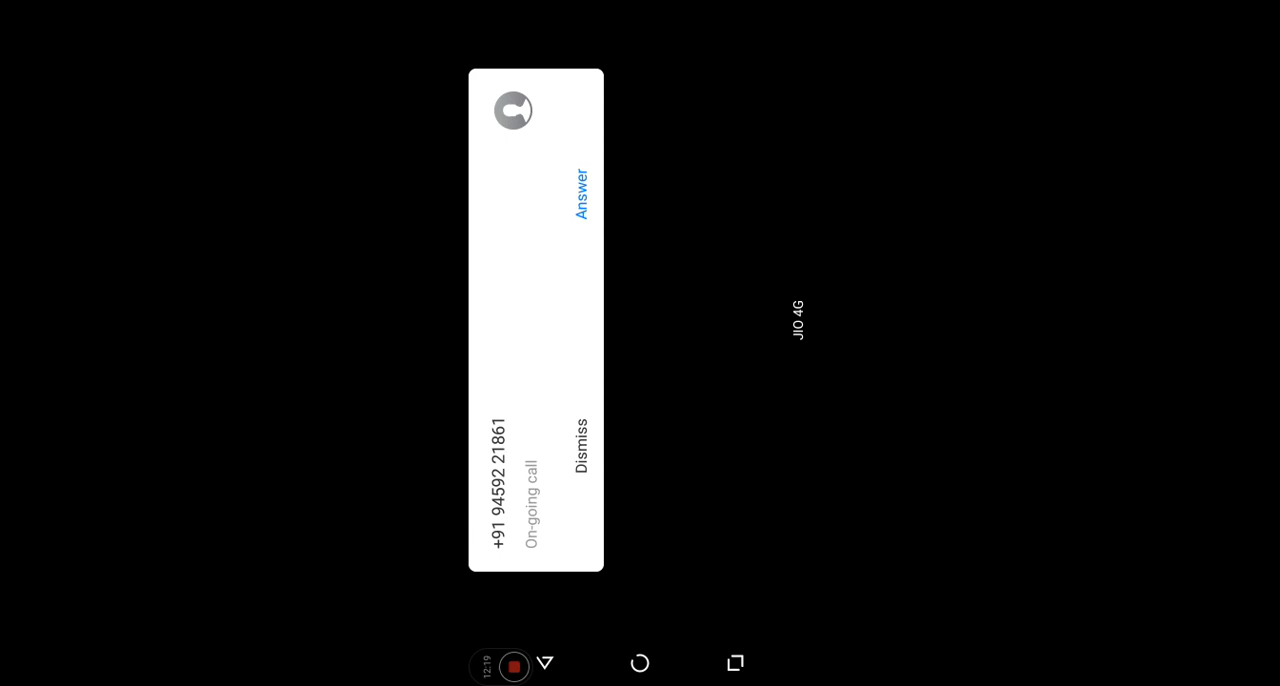 +91 94592 21861
On-going call
Dismiss
Answer
JIO 4G
12:19